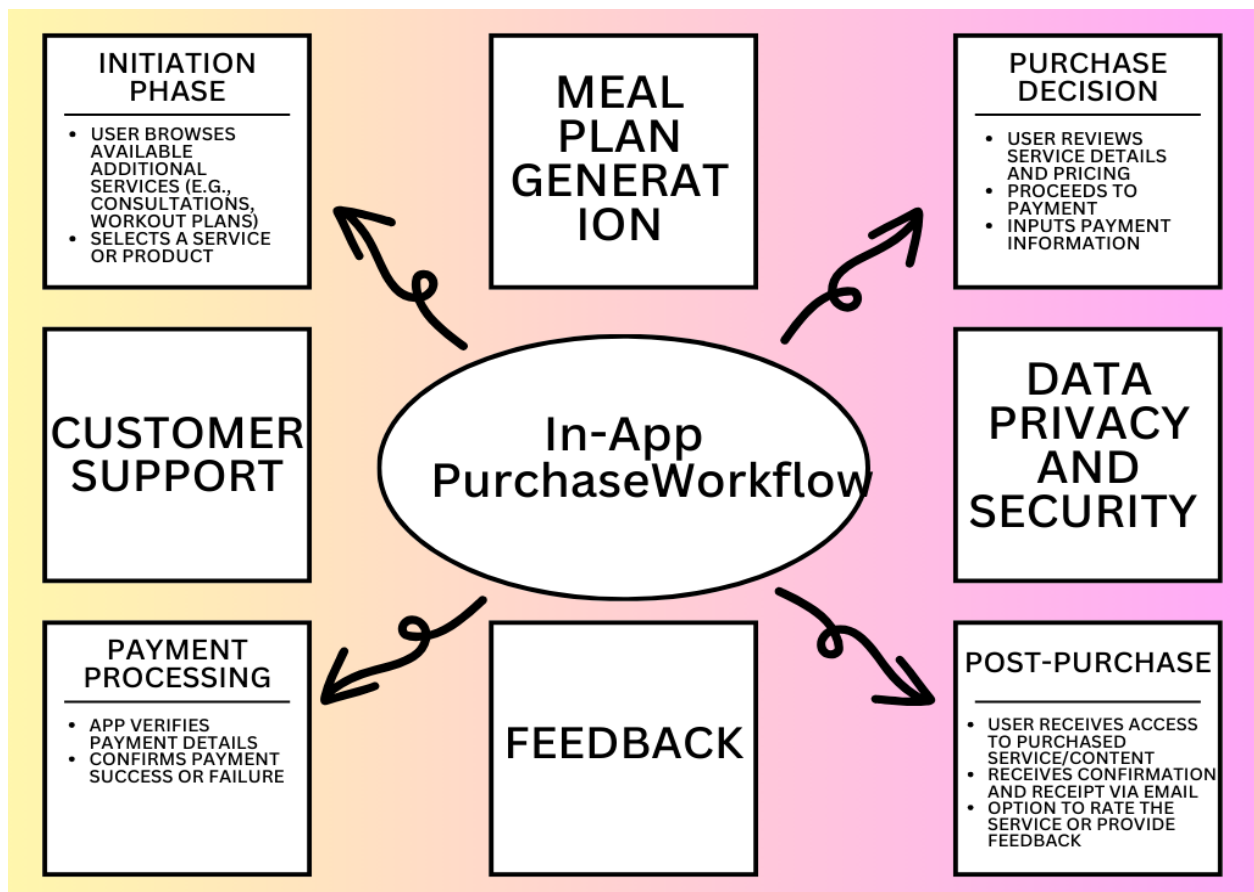 INITIATION
PHASE
• USER BROWSES
AVAILABLE
ADDITIONAL
SERVICES (E.G.,
CONSULTATIONS,
WORKOUT PLANS)
• SELECTS A SERVICE
OR PRODUCT
MEAL
PLAN
GENERAT
ION
PURCHASE
DECISION
• USER REVIEWS
SERVICE DETAILS
AND PRICING
• PROCEEDS TO
PAYMENT
• INPUTS PAYMENT
INFORMATION
CUSTOMER
SUPPORT
In-App
PurchaseWorkflow
DATA
PRIVACY
AND
SECURITY
PAYMENT
PROCESSING
• APP VERIFIES
PAYMENT DETAILS
• CONFIRMS PAYMENT
SUCCESS OR FAILURE
FEEDBACK
POST-PURCHASE
• USER RECEIVES ACCESS
TO PURCHASED
SERVICE/CONTENT
• RECEIVES CONFIRMATION
AND RECEIPT VIA EMAIL
• OPTION TO RATE THE
SERVICE OR PROVIDE
FEEDBACK